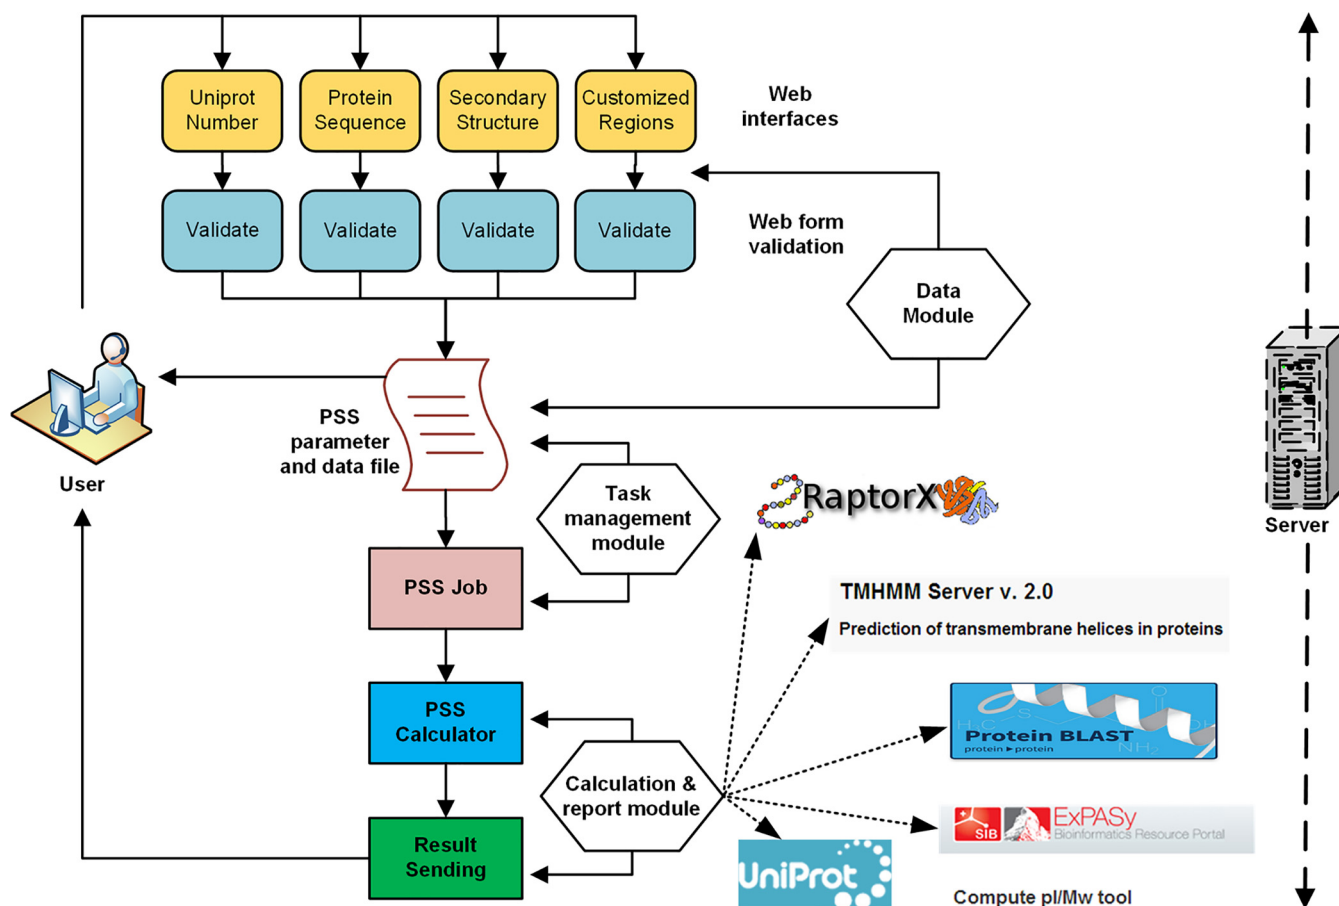 Uniprot
Number
Protein
Sequence
Secondary
Structure
Customized
Regions
Web
interfaces
Validate
Validate
Validate
Validate
Web form
validation
Data
Module
PSS
parameter
and data file
User
Task
management
module
RaptorX
Server
PSS Job
TMHMM Server v. 2.0
Prediction of transmembrane helices in proteins
PSS
Calculator
H₃C
S
O
OH
NH₂
Protein BLAST
protein ▸ protein
Calculation &
report module
SIB
ExPASy
Bioinformatics Resource Portal
Result
Sending
UniProt
Compute pI/Mw tool